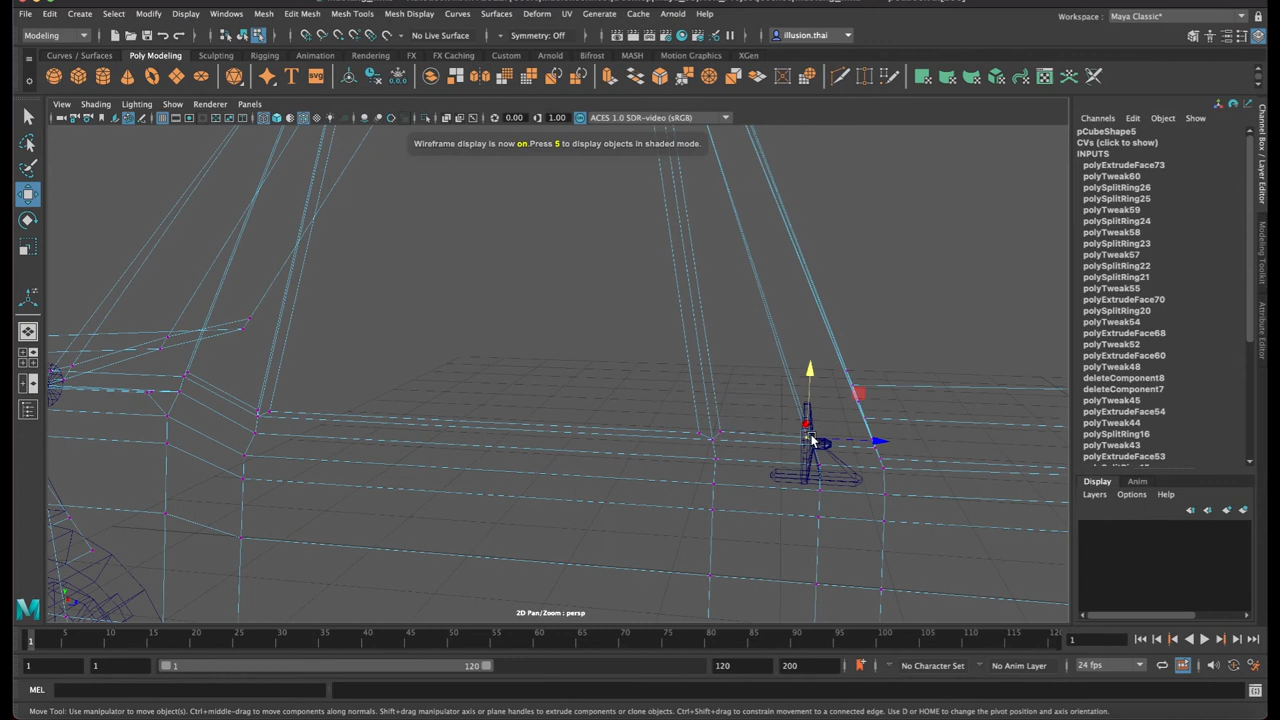 File Edit Create Select Modify Display Windows Mesh Edit Mesh Mesh Tools Mesh Display Curves Surfaces Deform UV Generate Cache Arnold Help
Workspace : Maya Classic*
Modeling No Live Surface Symmetry: Off illusion.thai
Curves / Surfaces Poly Modeling Sculpting Rigging Animation Rendering FX FX Caching Custom Arnold Bifrost MASH Motion Graphics XGen
View Shading Lighting Show Renderer Panels
0.00 1.00 ACES 1.0 SDR-video (sRGB)
Wireframe display is now on.Press 5 to display objects in shaded mode.
Channels Edit Object Show
pCubeShape5
CVs (click to show)
INPUTS
polyExtrudeFace73
polyTweak60
polySplitRing26
polySplitRing25
polyTweak59
polySplitRing24
polyTweak58
polySplitRing23
polyTweak57
polySplitRing22
polySplitRing21
polyTweak55
polyExtrudeFace70
polySplitRing20
polyTweak54
polyExtrudeFace68
polyTweak52
polyExtrudeFace60
polyTweak48
deleteComponent8
deleteComponent7
polyTweak45
polyExtrudeFace54
polyTweak44
polySplitRing16
polyTweak43
polyExtrudeFace53
Channel Box / Layer Editor
Modeling Toolkit
Attribute Editor
Display Anim
Layers Options Help
2D Pan/Zoom : persp
1 5 10 15 20 25 30 35 40 45 50 55 60 65 70 75 80 85 90 95 100 105 110 115 120 1
1 1 1 120 120 200 No Character Set No Anim Layer 24 fps
MEL
Move Tool: Use manipulator to move object(s). Ctrl+middle-drag to move components along normals. Shift+drag manipulator axis or plane handles to extrude components or clone objects. Ctrl+Shift+drag to constrain movement to a connected edge. Use D or HOME to change the pivot position and axis orientation.